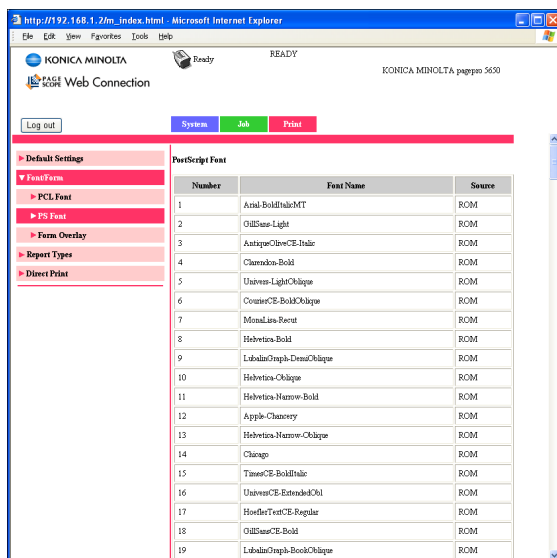 http://192.168.1.2/m_index.html - Microsoft Internet Explorer
File Edit View Favorites Tools Help
KONICA MINOLTA
Ready
READY
KONICA MINOLTA pagepro 5650
PAGE SCOPE Web Connection
Log out
System Job Print
Default Settings
Font/Form
PCL Font
PS Font
Form Overlay
Report Types
Direct Print
PostScript Font
Number Font Name Source
1 Arial-BoldItalicMT ROM
2 GillSans-Light ROM
3 AntiqueOliveCE-Italic ROM
4 Clarendon-Bold ROM
5 Univers-LightOblique ROM
6 CourierCE-BoldOblique ROM
7 MonaLisa-Recut ROM
8 Helvetica-Bold ROM
9 LubalinGraph-DemiOblique ROM
10 Helvetica-Oblique ROM
11 Helvetica-Narrow-Bold ROM
12 Apple-Chancery ROM
13 Helvetica-Narrow-Oblique ROM
14 Chicago ROM
15 TimesCE-BoldItalic ROM
16 UniversCE-ExtendedObl ROM
17 HoeflerTextCE-Regular ROM
18 GillSansCE-Bold ROM
19 LubalinGraph-BookOblique ROM